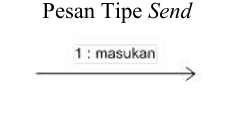 Pesan Tipe Send
1 : masukan